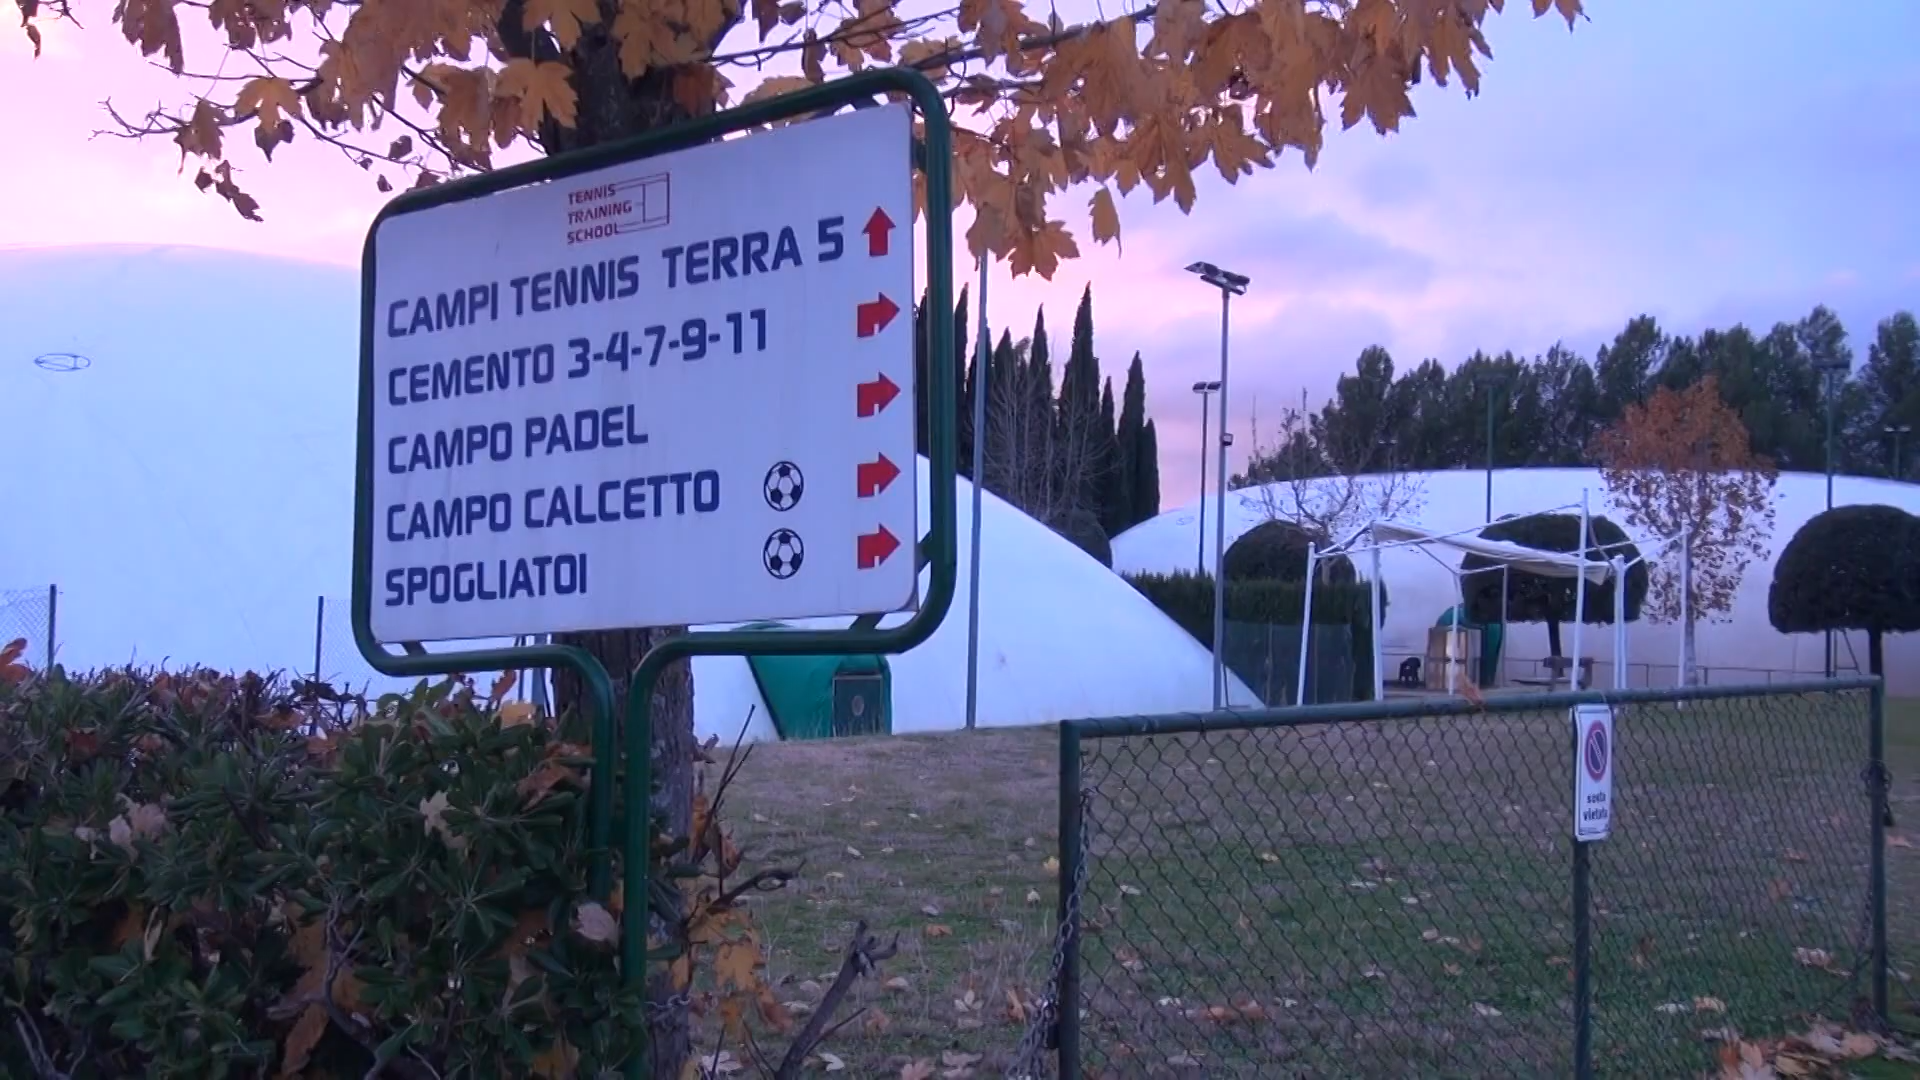 TENNIS
TRAINING
SCHOOL
CAMPI TENNIS TERRA 5
CEMENTO 3-4-7-9-11
CAMPO PADEL
CAMPO CALCETTO
SPOGLIATOI
sosta
vietata